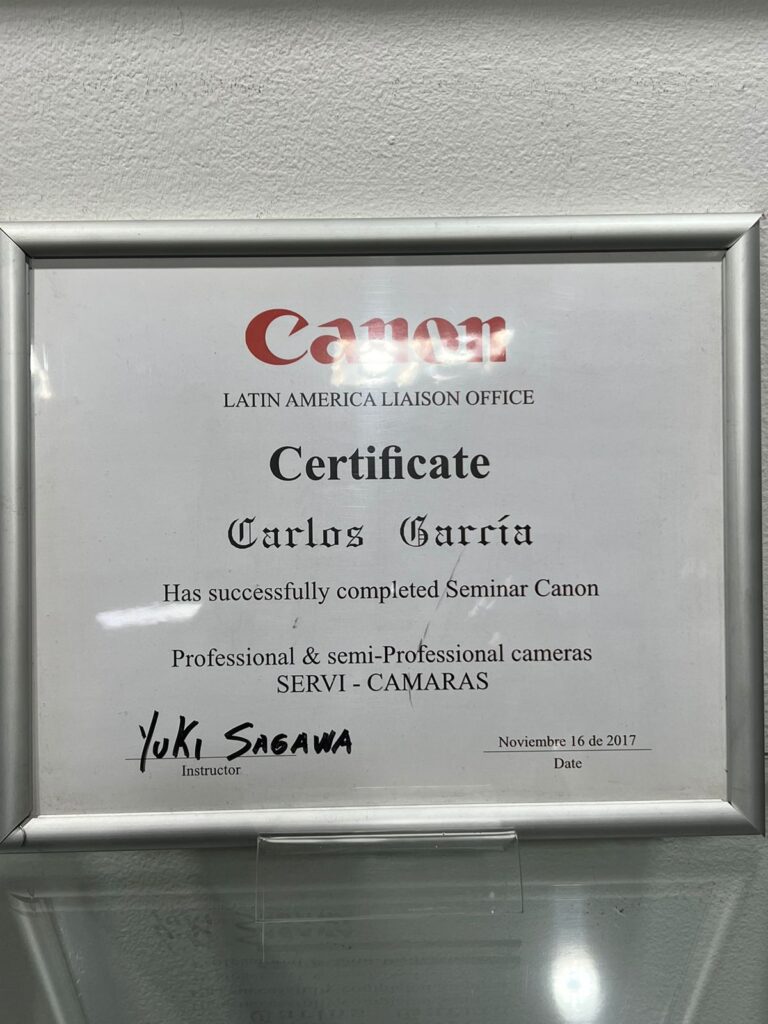 Canon
LATIN AMERICA LIAISON OFFICE
Certificate
Carlos García
Has successfully completed Seminar Canon
Professional & semi-Professional cameras
SERVI - CAMARAS
YUKI SAGAWA
Instructor
Noviembre 16 de 2017
Date